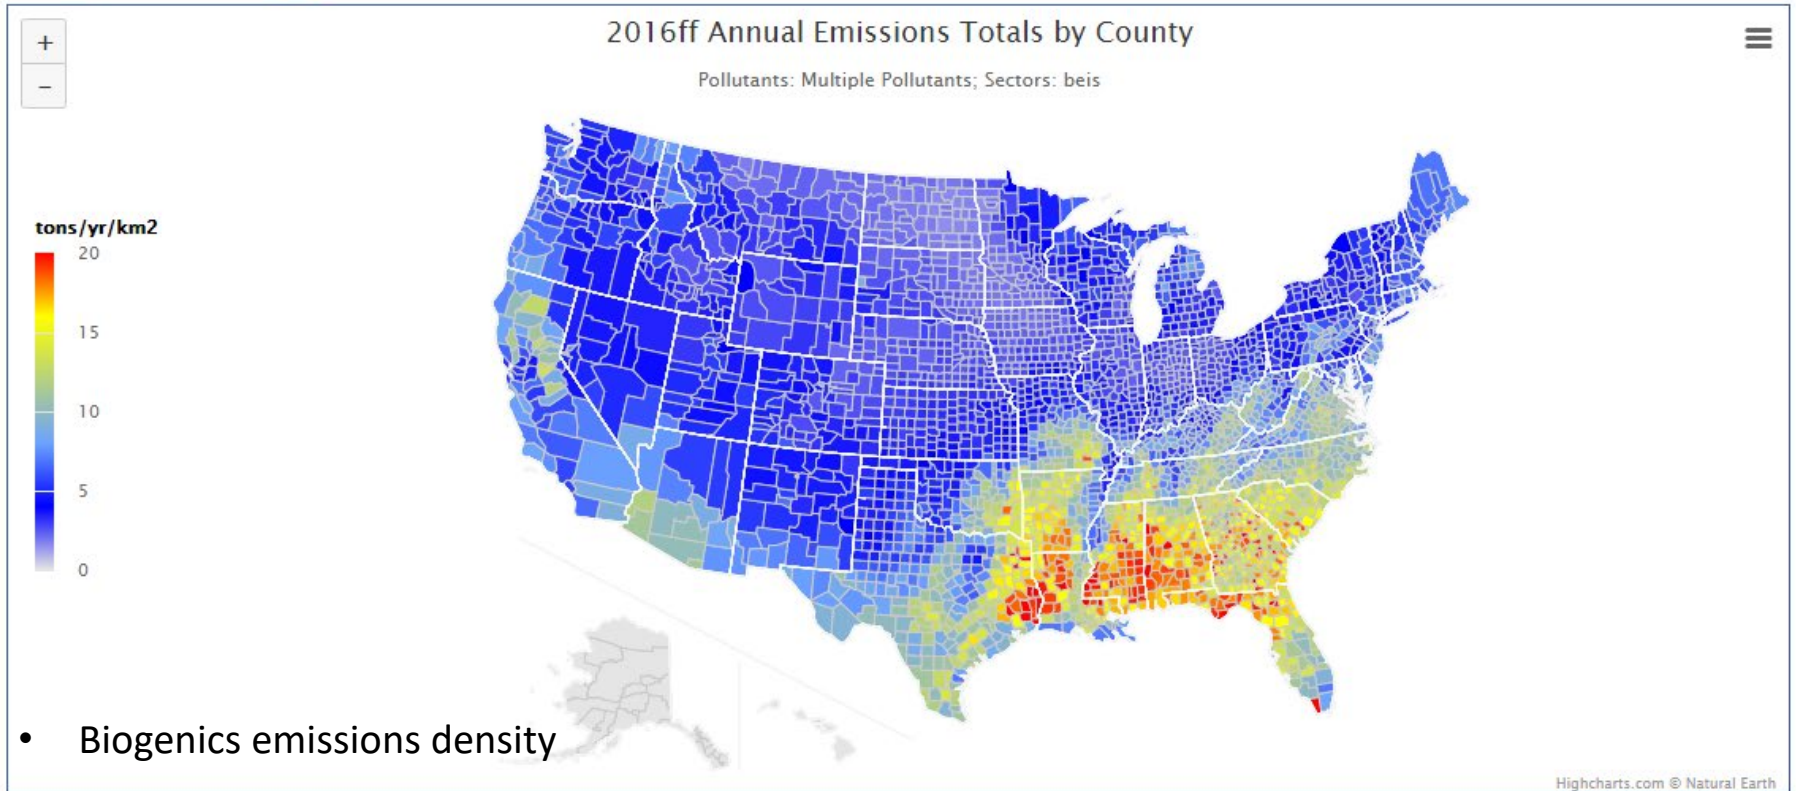 +
−
2016ff Annual Emissions Totals by County
Pollutants: Multiple Pollutants; Sectors: beis
tons/yr/km2
20
15
10
5
0
• Biogenics emissions density
Highcharts.com © Natural Earth